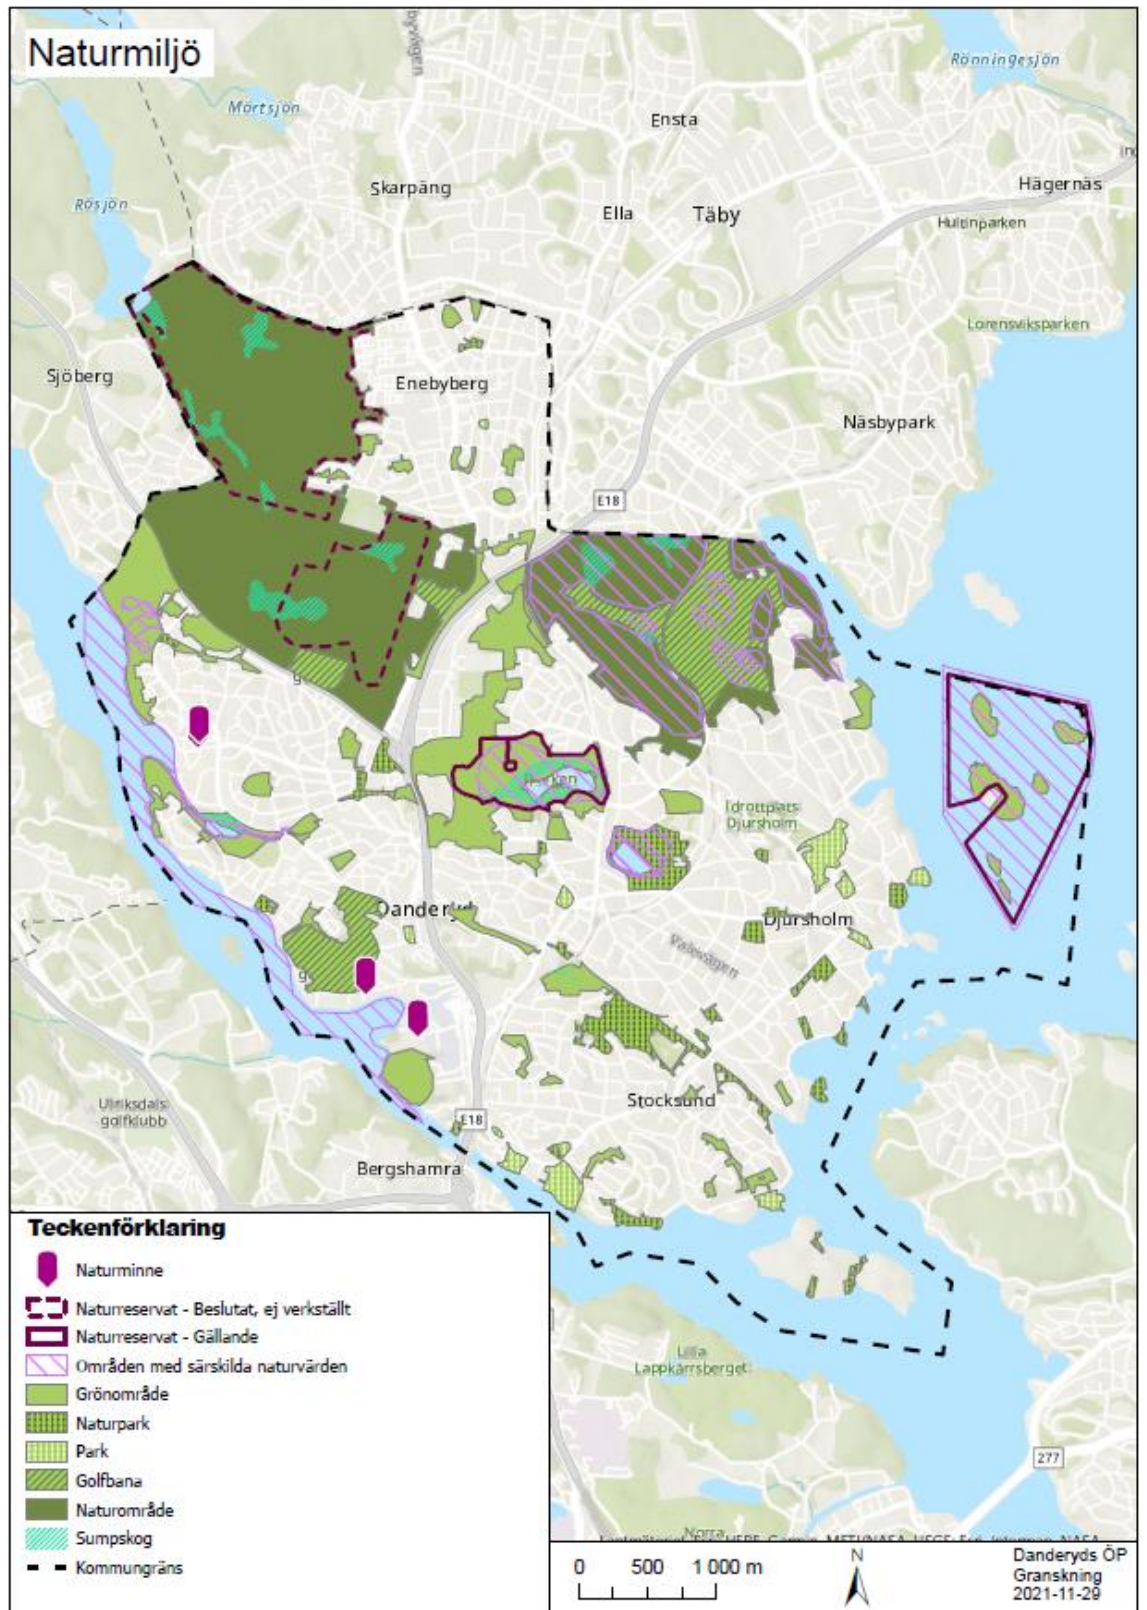 Naturmiljö
Rönningesjön
Mörtsjön
Ensta
Skarpäng
Hägernäs
Rösjön
Ella
Täby
Hultinparken
Lorensviksparken
Sjöberg
Enebyberg
Näsbypark
E18
Idrottsplats
Djursholm
Danderyd
Djursholm
Ulriksdals
golfklubb
Stocksund
E18
Bergshamra
Lilla
Lappkärrsberget
277
Norra
Teckenförklaring
Naturminne
Naturreservat - Beslutat, ej verkställt
Naturreservat - Gällande
Områden med särskilda naturvärden
Grönområde
Naturpark
Park
Golfbana
Naturområde
Sumpskog
Kommungräns
0 500 1 000 m
N
Danderyds ÖP
Granskning
2021-11-29